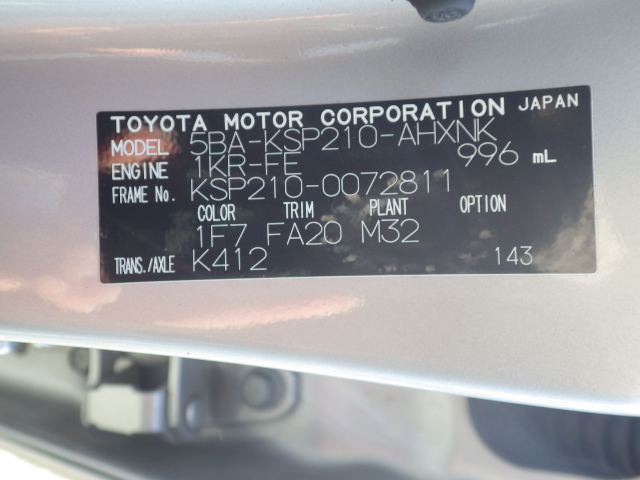 TOYOTA MOTOR CORPORATION JAPAN
MODEL 5BA-KSP210-AHXNK
ENGINE 1KR-FE 996 mL
FRAME No. KSP210-0072811
COLOR TRIM PLANT OPTION
1F7 FA20 M32
TRANS./AXLE K412 143